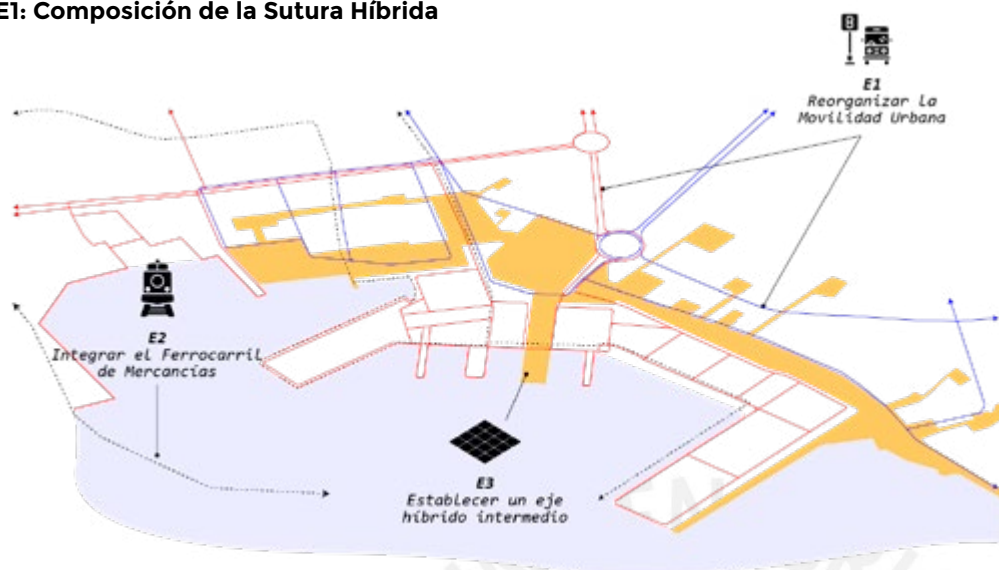 E1: Composición de la Sutura Híbrida
B
E1
Reorganizar la
Movilidad Urbana
E2
Integrar el Ferrocarril
de Mercancías
E3
Establecer un eje
híbrido intermedio